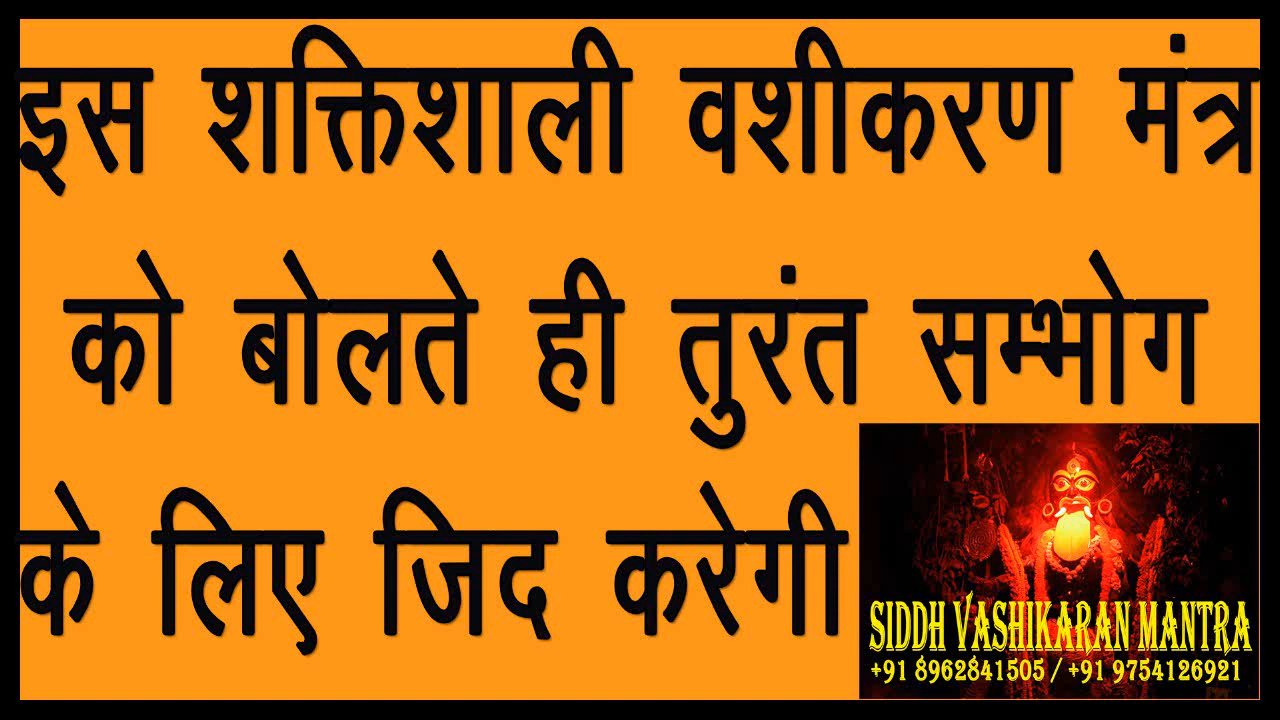 इस शक्तिशाली वशीकरण मंत्र
को बोलते ही तुरंत सम्भोग
के लिए जिद करेगी
SIDDH VASHIKARAN MANTRA
+91 8962841505 / +91 9754126921